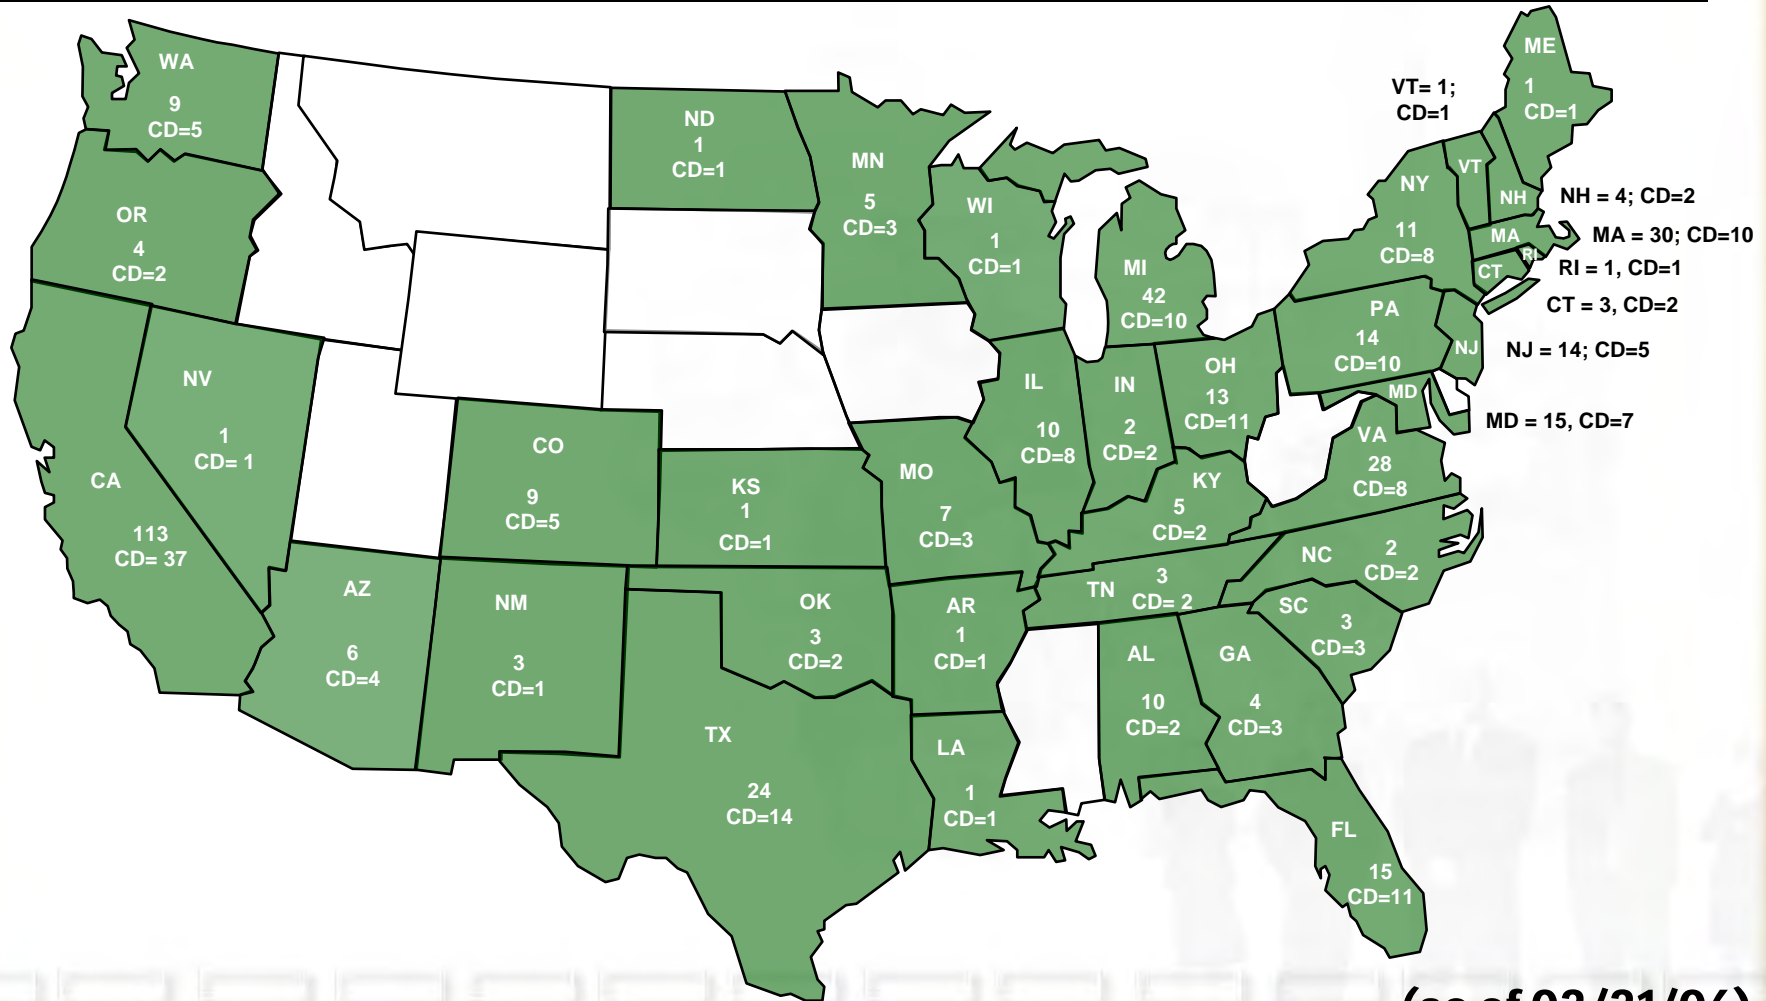 WA
9
CD=5
OR
4
CD=2
CA
113
CD= 37
NV
1
CD= 1
AZ
6
CD=4
NM
3
CD=1
CO
9
CD=5
ND
1
CD=1
KS
1
CD=1
OK
3
CD=2
TX
24
CD=14
MN
5
CD=3
WI
1
CD=1
MO
7
CD=3
AR
1
CD=1
LA
1
CD=1
IL
10
CD=8
MI
42
CD=10
IN
2
CD=2
OH
13
CD=11
KY
5
CD=2
TN
3
CD= 2
AL
10
CD=2
GA
4
CD=3
FL
15
CD=11
SC
3
CD=3
NC
2
CD=2
VA
28
CD=8
PA
14
CD=10
NY
11
CD=8
ME
1
CD=1
VT= 1;
CD=1
VT
NH
NH = 4; CD=2
MA
MA = 30; CD=10
RI
RI = 1, CD=1
CT
CT = 3, CD=2
NJ
NJ = 14; CD=5
MD
MD = 15, CD=7
(as of 03/31/06)